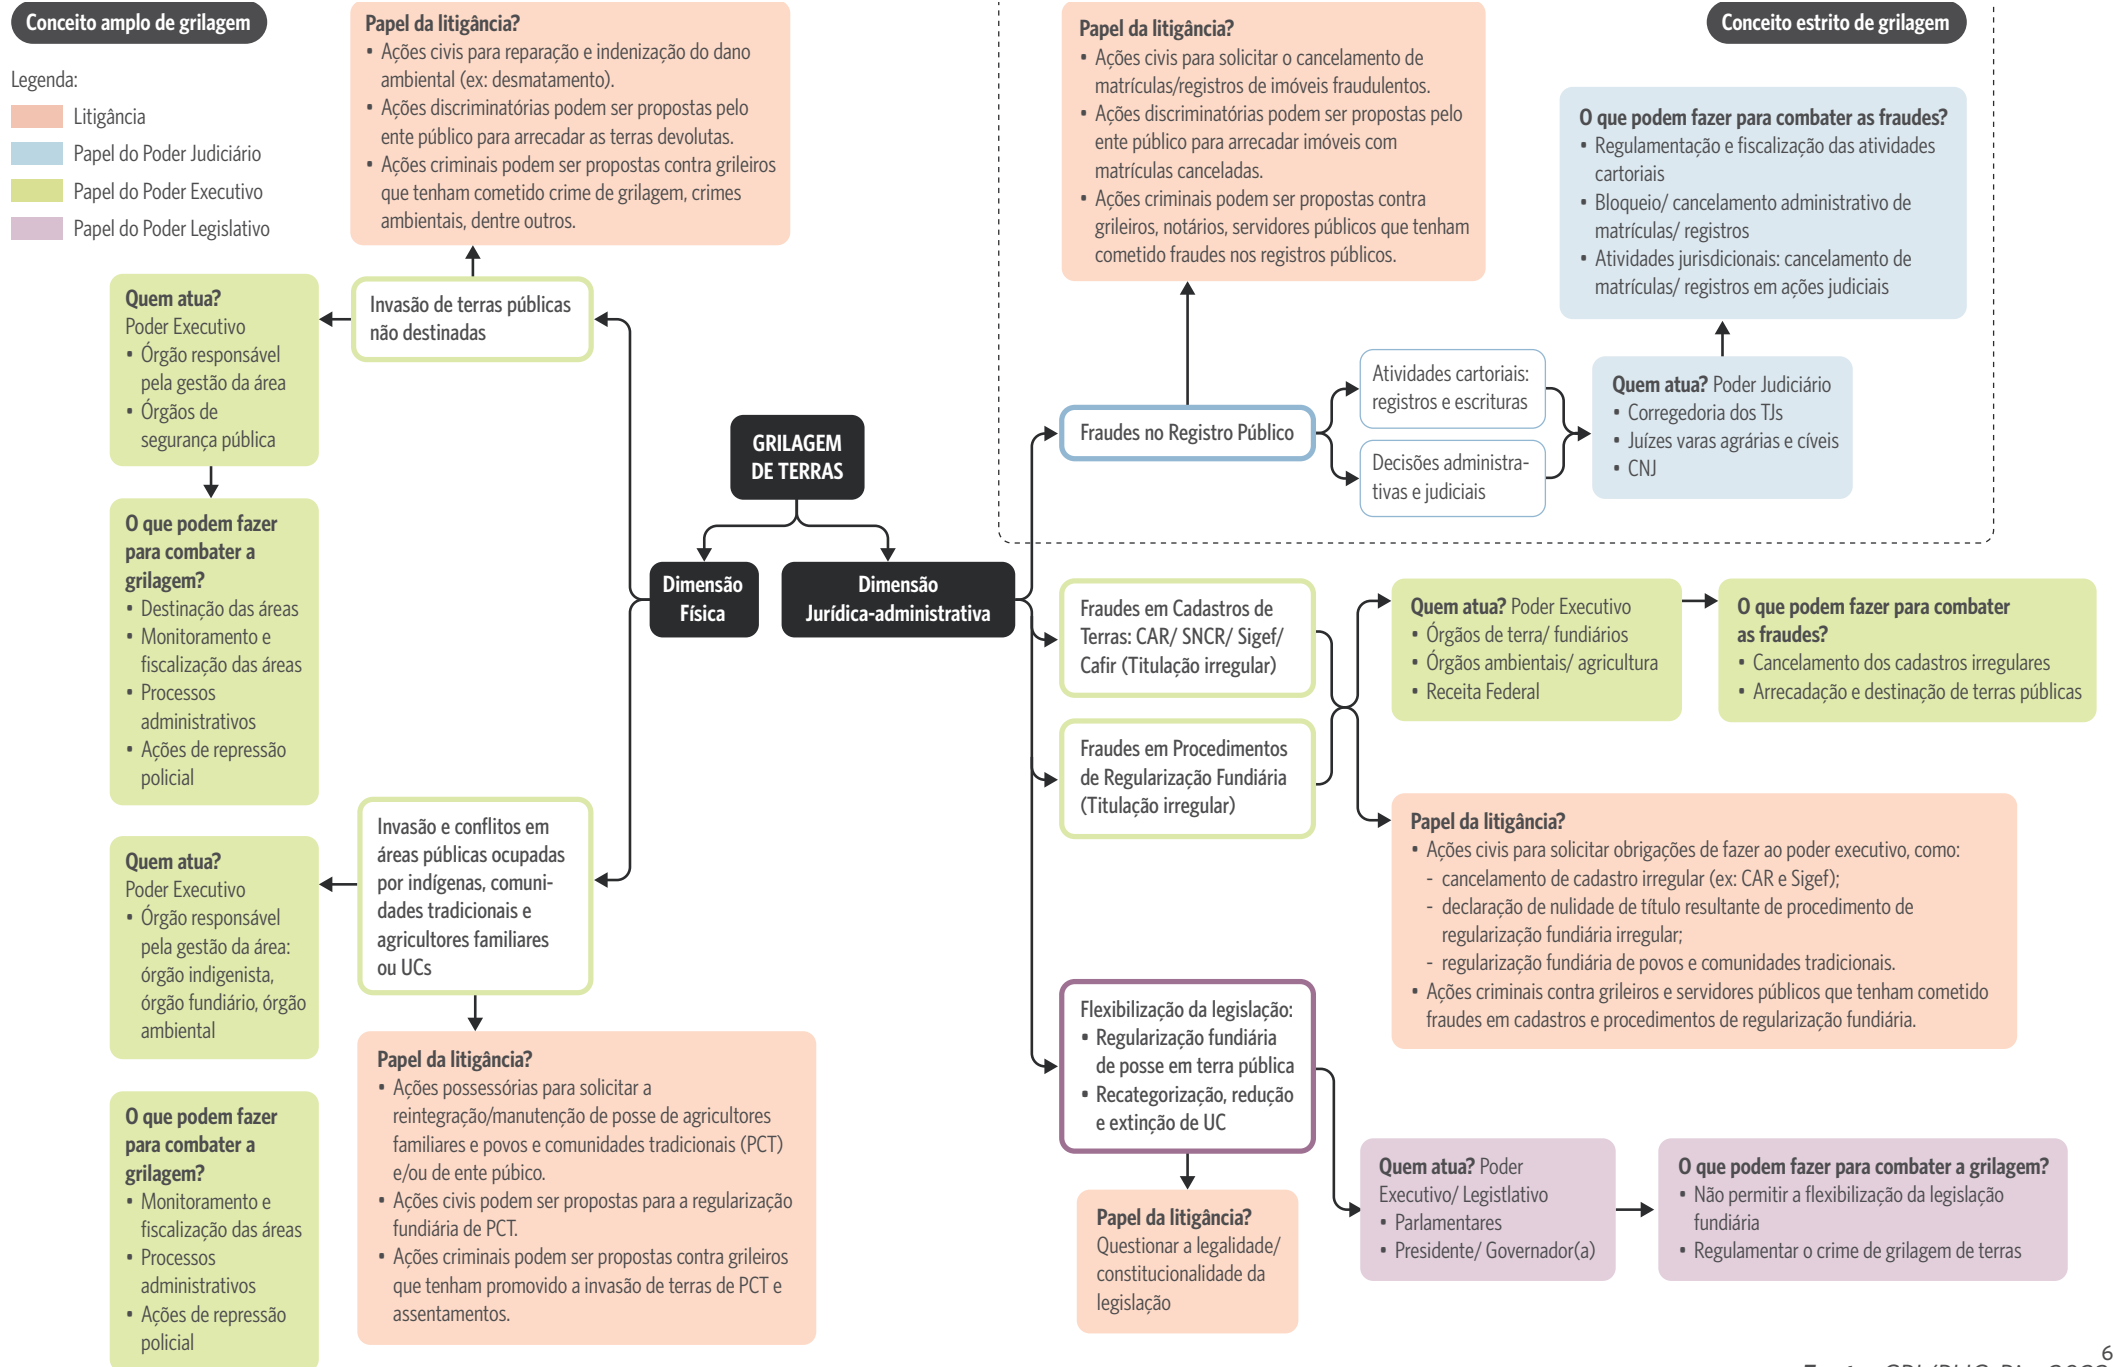 Conceito amplo de grilagem
Legenda:
Litigância
Papel do Poder Judiciário
Papel do Poder Executivo
Papel do Poder Legislativo
Papel da litigância?
• Ações civis para reparação e indenização do dano
ambiental (ex: desmatamento).
• Ações discriminatórias podem ser propostas pelo
ente público para arrecadar as terras devolutas.
• Ações criminais podem ser propostas contra grileiros
que tenham cometido crime de grilagem, crimes
ambientais, dentre outros.
Invasão de terras públicas
não destinadas
Quem atua?
Poder Executivo
• Órgão responsável
pela gestão da área
• Órgãos de
segurança pública
O que podem fazer
para combater a
grilagem?
• Destinação das áreas
• Monitoramento e
fiscalização das áreas
• Processos
administrativos
• Ações de repressão
policial
Invasão e conflitos em
áreas públicas ocupadas
por indígenas, comuni-
dades tradicionais e
agricultores familiares
ou UCs
Quem atua?
Poder Executivo
• Órgão responsável
pela gestão da área:
órgão indigenista,
órgão fundiário, órgão
ambiental
O que podem fazer
para combater a
grilagem?
• Monitoramento e
fiscalização das áreas
• Processos
administrativos
• Ações de repressão
policial
Papel da litigância?
• Ações possessórias para solicitar a
reintegração/manutenção de posse de agricultores
familiares e povos e comunidades tradicionais (PCT)
e/ou de ente púbico.
• Ações civis podem ser propostas para a regularização
fundiária de PCT.
• Ações criminais podem ser propostas contra grileiros
que tenham promovido a invasão de terras de PCT e
assentamentos.
GRILAGEM
DE TERRAS
Dimensão
Física
Dimensão
Jurídica-administrativa
Conceito estrito de grilagem
Papel da litigância?
• Ações civis para solicitar o cancelamento de
matrículas/registros de imóveis fraudulentos.
• Ações discriminatórias podem ser propostas pelo
ente público para arrecadar imóveis com
matrículas canceladas.
• Ações criminais podem ser propostas contra
grileiros, notários, servidores públicos que tenham
cometido fraudes nos registros públicos.
O que podem fazer para combater as fraudes?
• Regulamentação e fiscalização das atividades
cartoriais
• Bloqueio/ cancelamento administrativo de
matrículas/ registros
• Atividades jurisdicionais: cancelamento de
matrículas/ registros em ações judiciais
Fraudes no Registro Público
Atividades cartoriais:
registros e escrituras
Decisões administra-
tivas e judiciais
Quem atua? Poder Judiciário
• Corregedoria dos TJs
• Juízes varas agrárias e cíveis
• CNJ
Fraudes em Cadastros de
Terras: CAR/ SNCR/ Sigef/
Cafir (Titulação irregular)
Fraudes em Procedimentos
de Regularização Fundiária
(Titulação irregular)
Quem atua? Poder Executivo
• Órgãos de terra/ fundiários
• Órgãos ambientais/ agricultura
• Receita Federal
O que podem fazer para combater
as fraudes?
• Cancelamento dos cadastros irregulares
• Arrecadação e destinação de terras públicas
Papel da litigância?
• Ações civis para solicitar obrigações de fazer ao poder executivo, como:
- cancelamento de cadastro irregular (ex: CAR e Sigef);
- declaração de nulidade de título resultante de procedimento de
regularização fundiária irregular;
- regularização fundiária de povos e comunidades tradicionais.
• Ações criminais contra grileiros e servidores públicos que tenham cometido
fraudes em cadastros e procedimentos de regularização fundiária.
Flexibilização da legislação:
• Regularização fundiária
de posse em terra pública
• Recategorização, redução
e extinção de UC
Papel da litigância?
Questionar a legalidade/
constitucionalidade da
legislação
Quem atua? Poder
Executivo/ Legistlativo
• Parlamentares
• Presidente/ Governador(a)
O que podem fazer para combater a grilagem?
• Não permitir a flexibilização da legislação
fundiária
• Regulamentar o crime de grilagem de terras
6